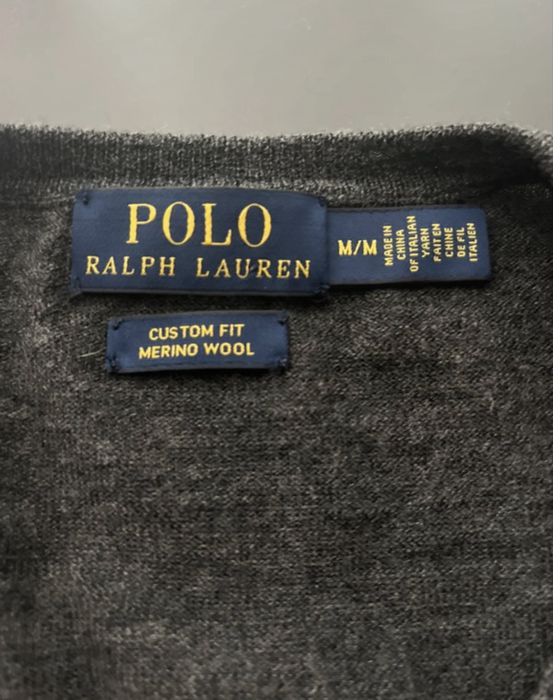 POLO
RALPH LAUREN
M/M
MADE IN
CHINA
OF ITALIAN
YARN
FAIT EN
CHINE
DE FIL
ITALIEN
CUSTOM FIT
MERINO WOOL